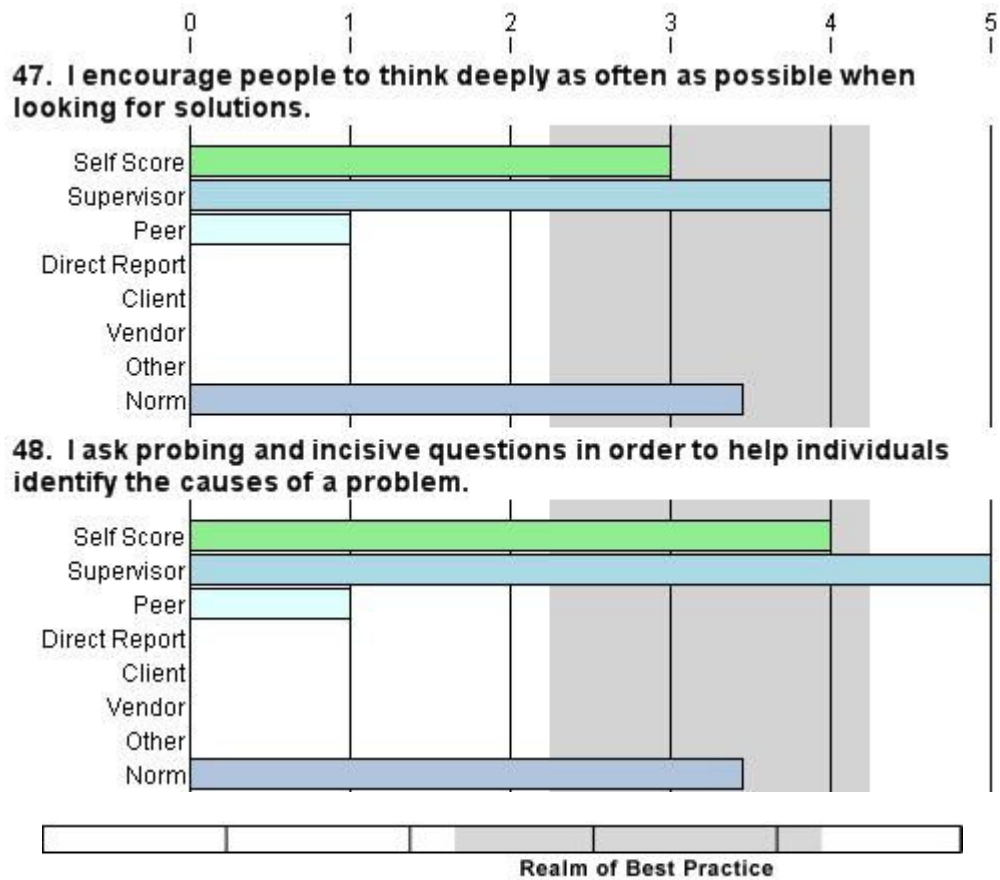 0 1 2 3 4 5
47. I encourage people to think deeply as often as possible when
looking for solutions.
Self Score
Supervisor
Peer
Direct Report
Client
Vendor
Other
Norm
48. I ask probing and incisive questions in order to help individuals
identify the causes of a problem.
Self Score
Supervisor
Peer
Direct Report
Client
Vendor
Other
Norm
Realm of Best Practice